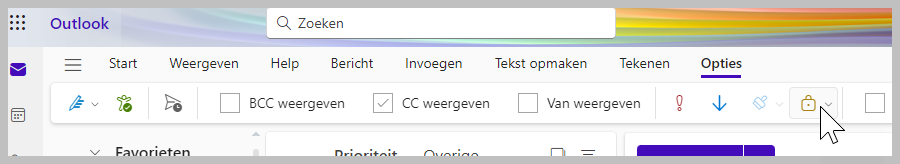 Outlook
Zoeken
Start Weergeven Help Bericht Invoegen Tekst opmaken Tekenen Opties
BCC weergeven CC weergeven Van weergeven
Favorieten
Prioriteit Overige